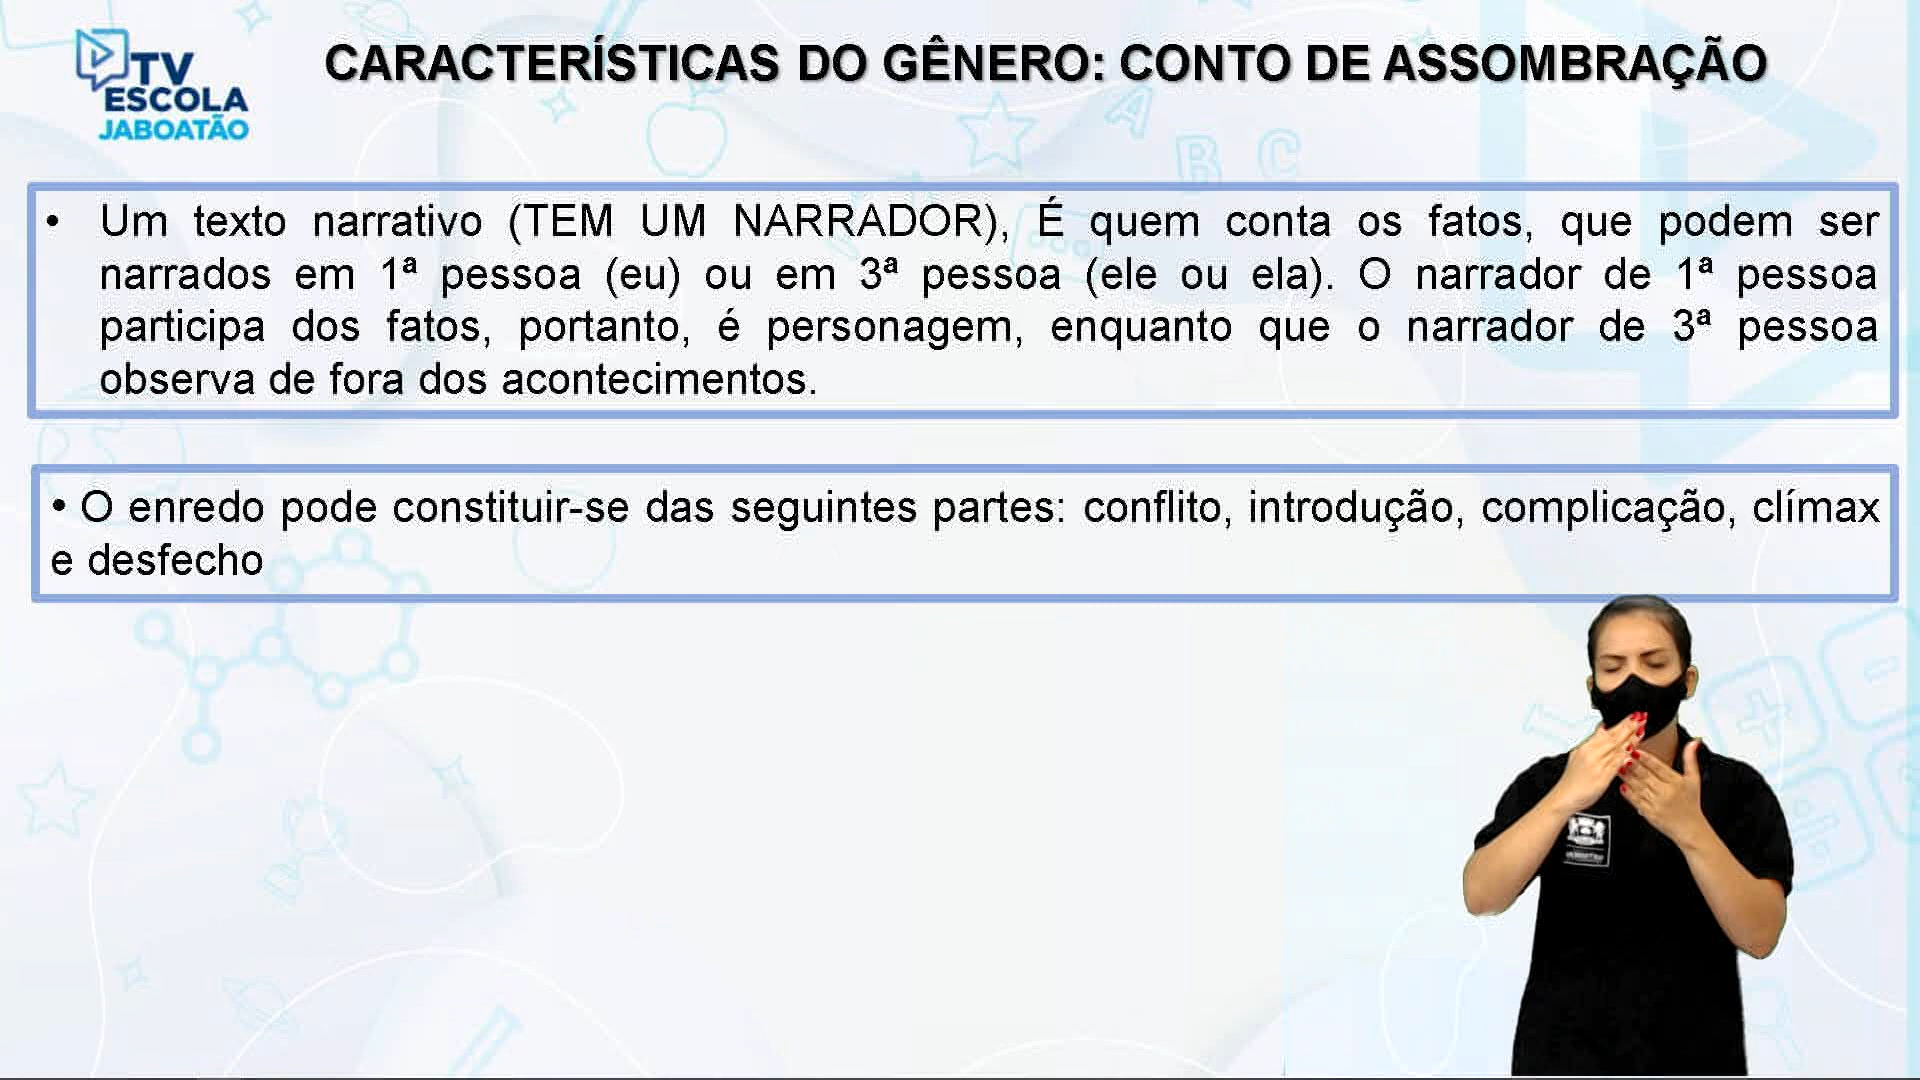 TV
ESCOLA
JABOATÃO
CARACTERÍSTICAS DO GÊNERO: CONTO DE ASSOMBRAÇÃO
A B C
• Um texto narrativo (TEM UM NARRADOR), É quem conta os fatos, que podem ser
narrados em 1ª pessoa (eu) ou em 3ª pessoa (ele ou ela). O narrador de 1ª pessoa
participa dos fatos, portanto, é personagem, enquanto que o narrador de 3ª pessoa
observa de fora dos acontecimentos.
• O enredo pode constituir-se das seguintes partes: conflito, introdução, complicação, clímax
e desfecho